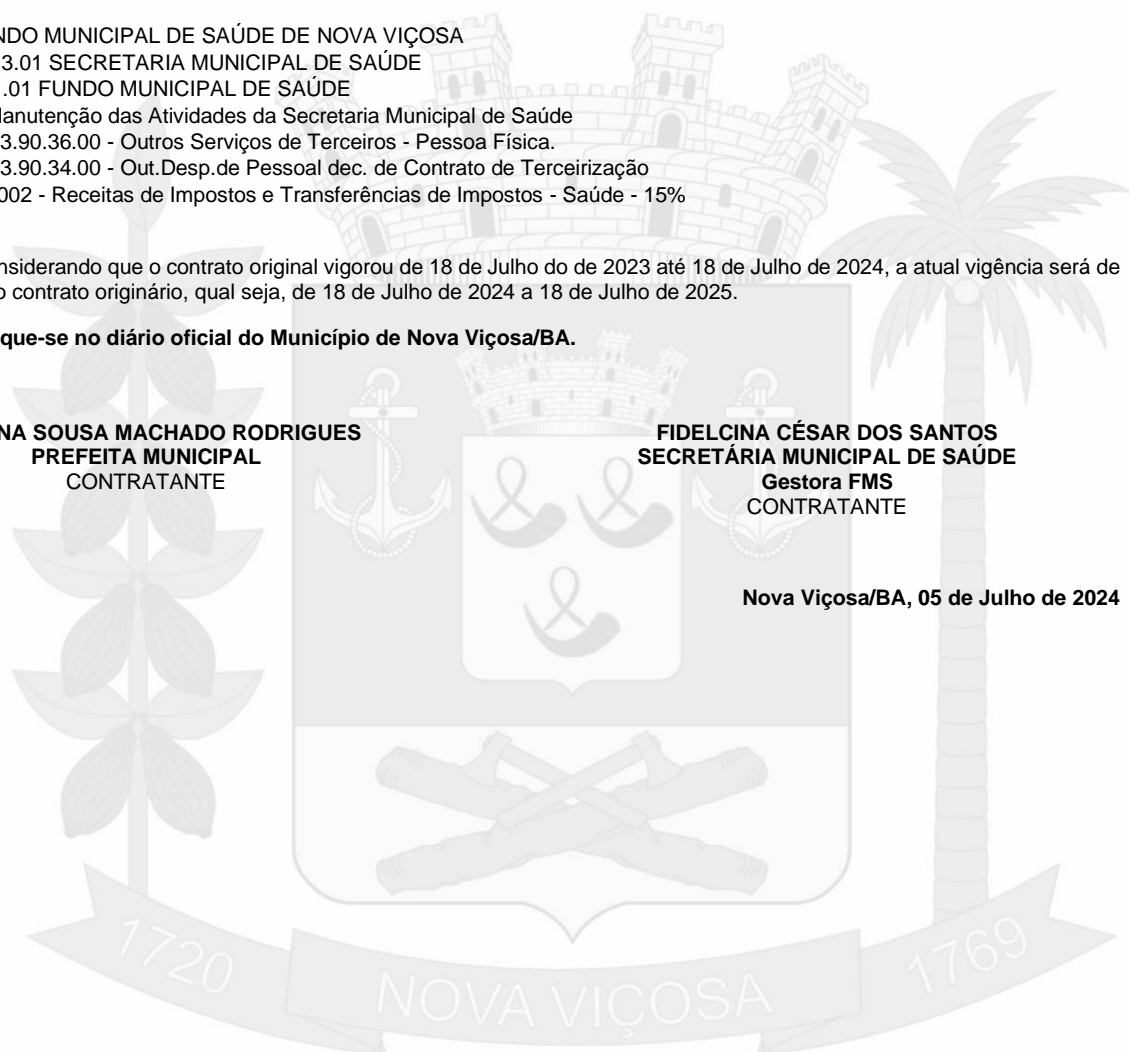 NDO MUNICIPAL DE SAÚDE DE NOVA VIÇOSA
3.01 SECRETARIA MUNICIPAL DE SAÚDE
.01 FUNDO MUNICIPAL DE SAÚDE
Manutenção das Atividades da Secretaria Municipal de Saúde
3.90.36.00 - Outros Serviços de Terceiros - Pessoa Física.
3.90.34.00 - Out.Desp.de Pessoal dec. de Contrato de Terceirização
002 - Receitas de Impostos e Transferências de Impostos - Saúde - 15%
nsiderando que o contrato original vigorou de 18 de Julho do de 2023 até 18 de Julho de 2024, a atual vigência será de
o contrato originário, qual seja, de 18 de Julho de 2024 a 18 de Julho de 2025.
que-se no diário oficial do Município de Nova Viçosa/BA.
NA SOUSA MACHADO RODRIGUES
PREFEITA MUNICIPAL
CONTRATANTE
FIDELCINA CÉSAR DOS SANTOS
SECRETÁRIA MUNICIPAL DE SAÚDE
Gestora FMS
CONTRATANTE
Nova Viçosa/BA, 05 de Julho de 2024
1720 NOVA VIÇOSA 1769